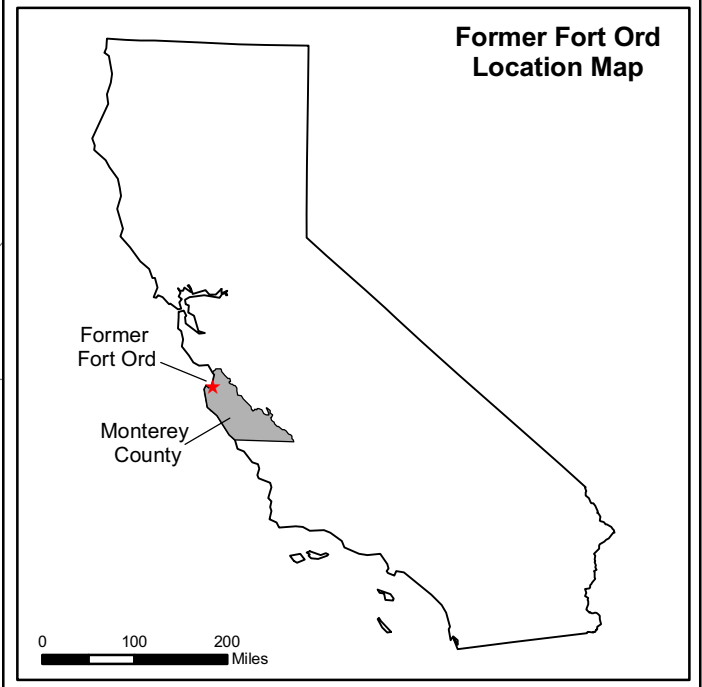 Former Fort Ord
Location Map
Former
Fort Ord
Monterey
County
0 100 200
Miles